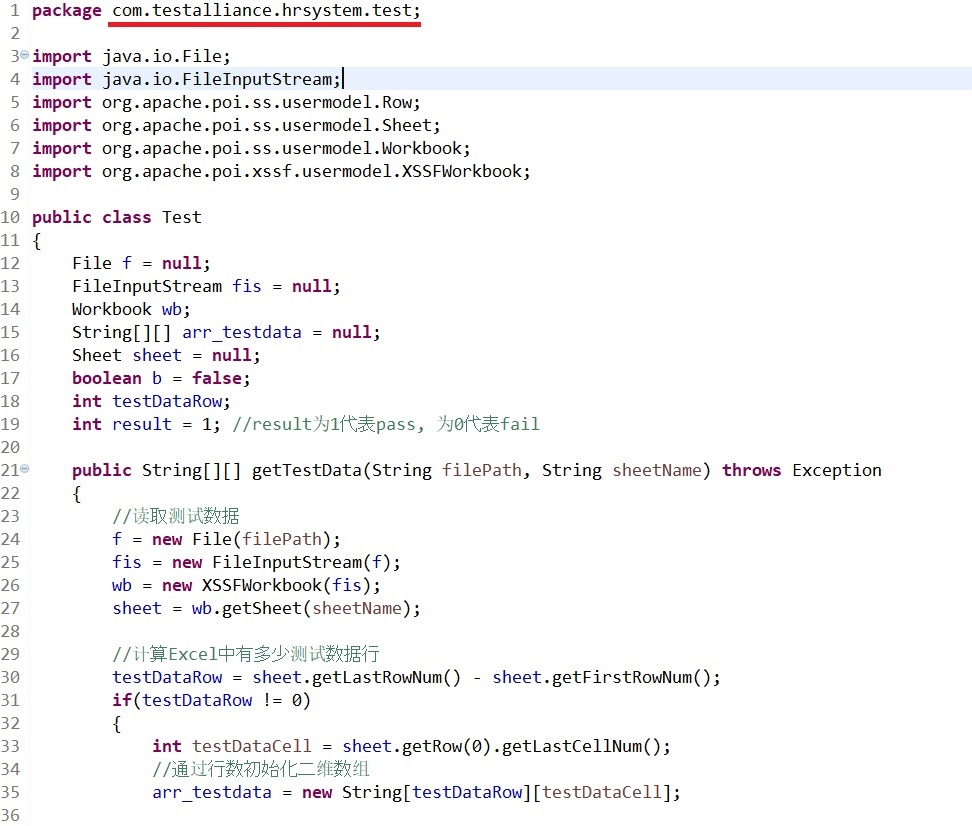 1 package com.testalliance.hrsystem.test;
2
3 import java.io.File;
4 import java.io.FileInputStream;
5 import org.apache.poi.ss.usermodel.Row;
6 import org.apache.poi.ss.usermodel.Sheet;
7 import org.apache.poi.ss.usermodel.Workbook;
8 import org.apache.poi.xssf.usermodel.XSSFWorkbook;
9
10 public class Test
11 {
12     File f = null;
13     FileInputStream fis = null;
14     Workbook wb;
15     String[][] arr_testdata = null;
16     Sheet sheet = null;
17     boolean b = false;
18     int testDataRow;
19     int result = 1; //result为1代表pass, 为0代表fail
20
21     public String[][] getTestData(String filePath, String sheetName) throws Exception
22     {
23         //读取测试数据
24         f = new File(filePath);
25         fis = new FileInputStream(f);
26         wb = new XSSFWorkbook(fis);
27         sheet = wb.getSheet(sheetName);
28
29         //计算Excel中有多少测试数据行
30         testDataRow = sheet.getLastRowNum() - sheet.getFirstRowNum();
31         if(testDataRow != 0)
32         {
33             int testDataCell = sheet.getRow(0).getLastCellNum();
34             //通过行数初始化二维数组
35             arr_testdata = new String[testDataRow][testDataCell];
36